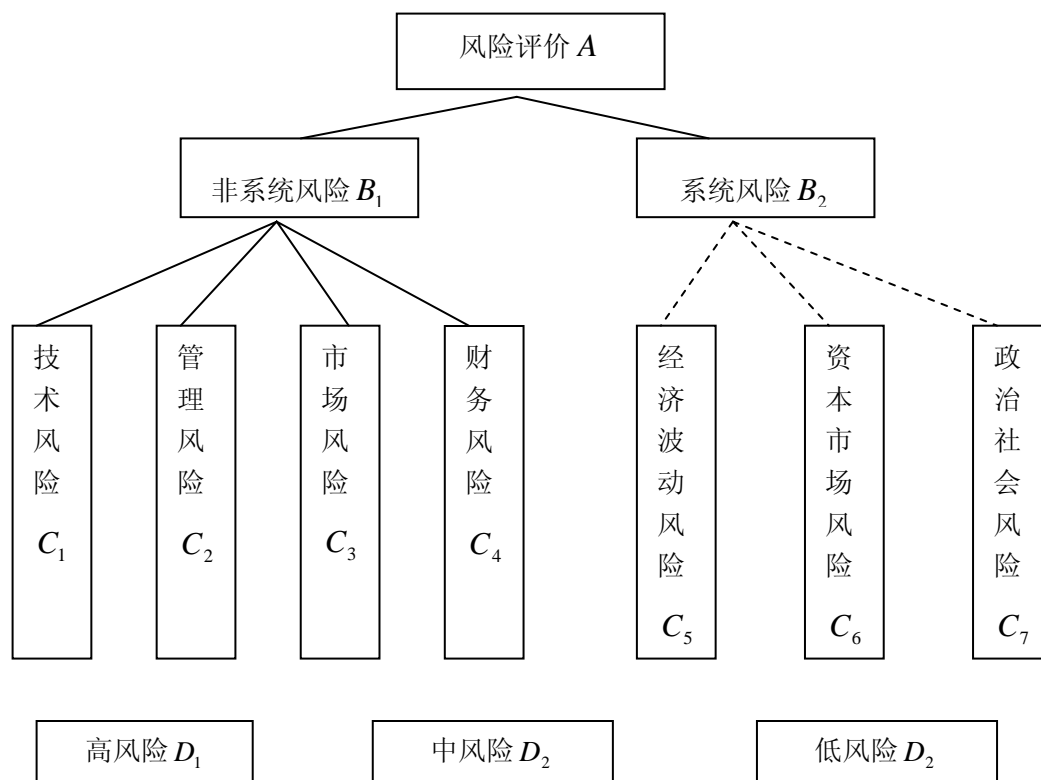 风险评价 A
非系统风险 B₁
系统风险 B₂
技术风险 C₁
管理风险 C₂
市场风险 C₃
财务风险 C₄
经济波动风险 C₅
资本市场风险 C₆
政治社会风险 C₇
高风险 D₁
中风险 D₂
低风险 D₂